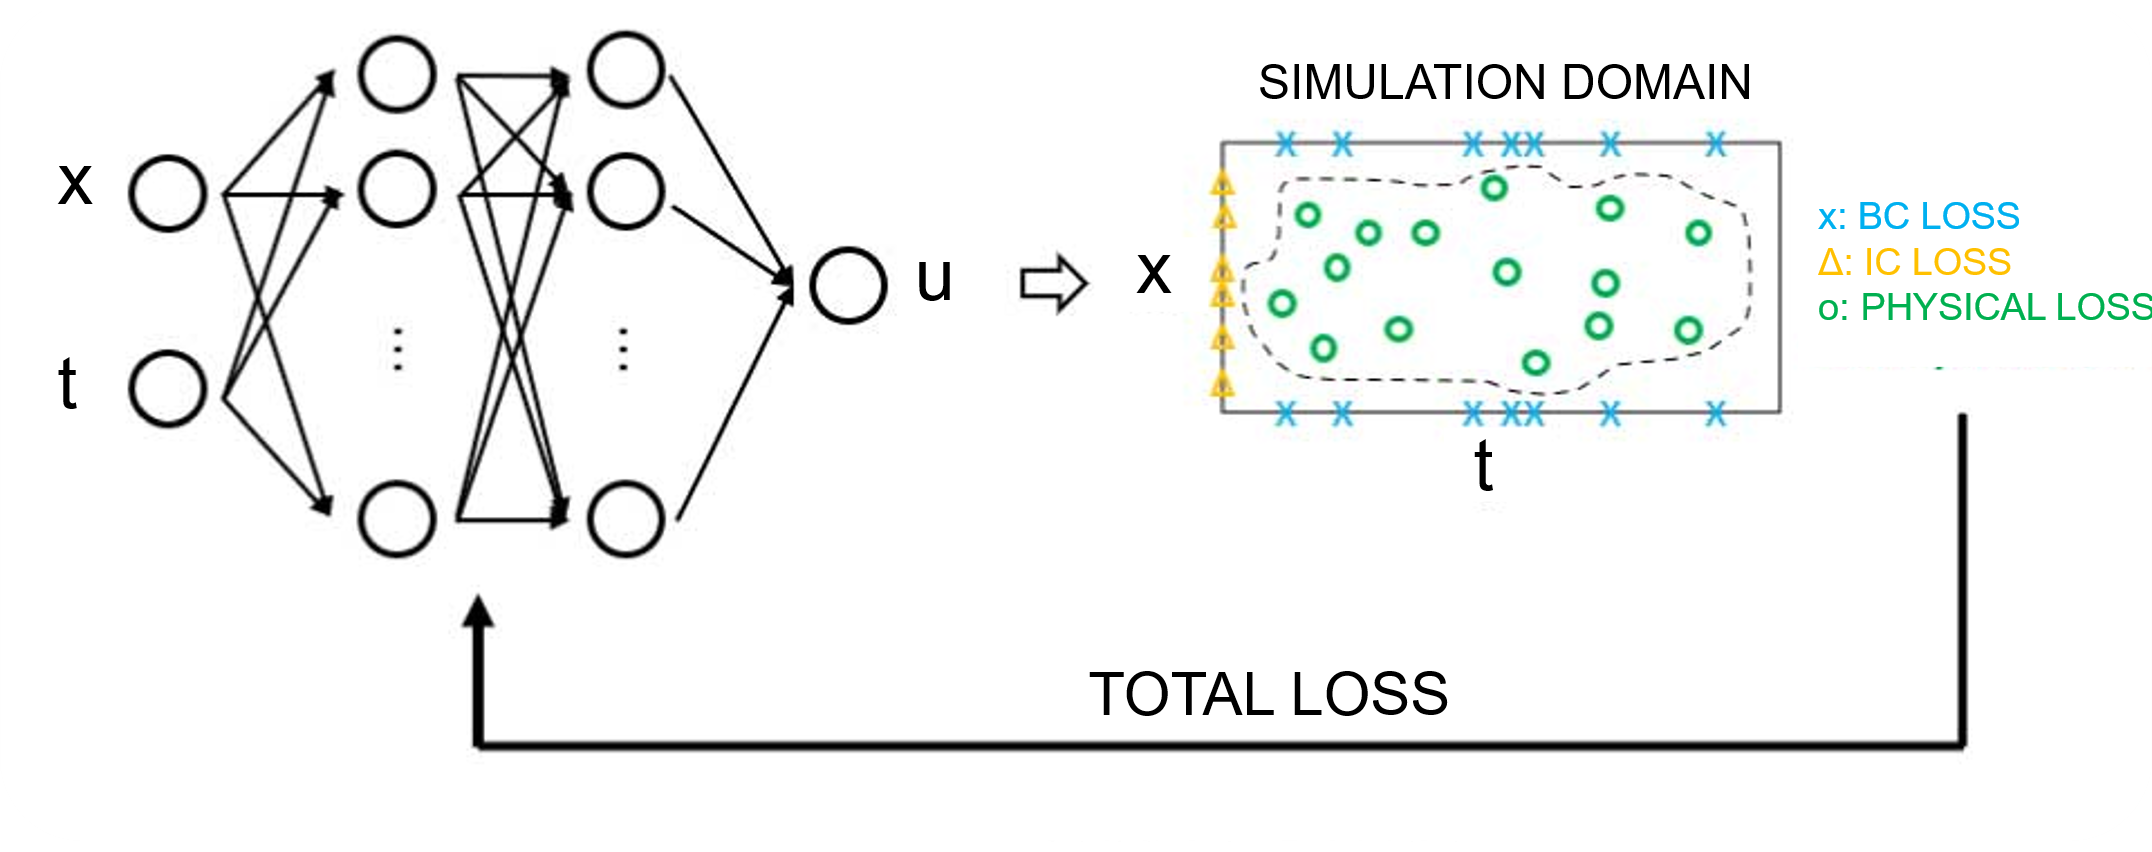 SIMULATION DOMAIN
x
t
u
x
t
x: BC LOSS
Δ: IC LOSS
o: PHYSICAL LOSS
TOTAL LOSS